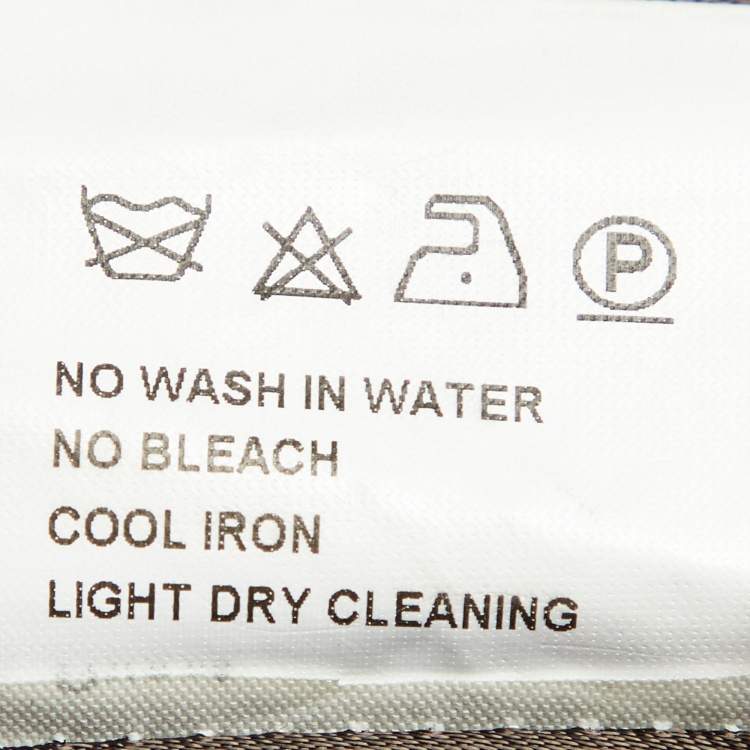 P
NO WASH IN WATER
NO BLEACH
COOL IRON
LIGHT DRY CLEANING